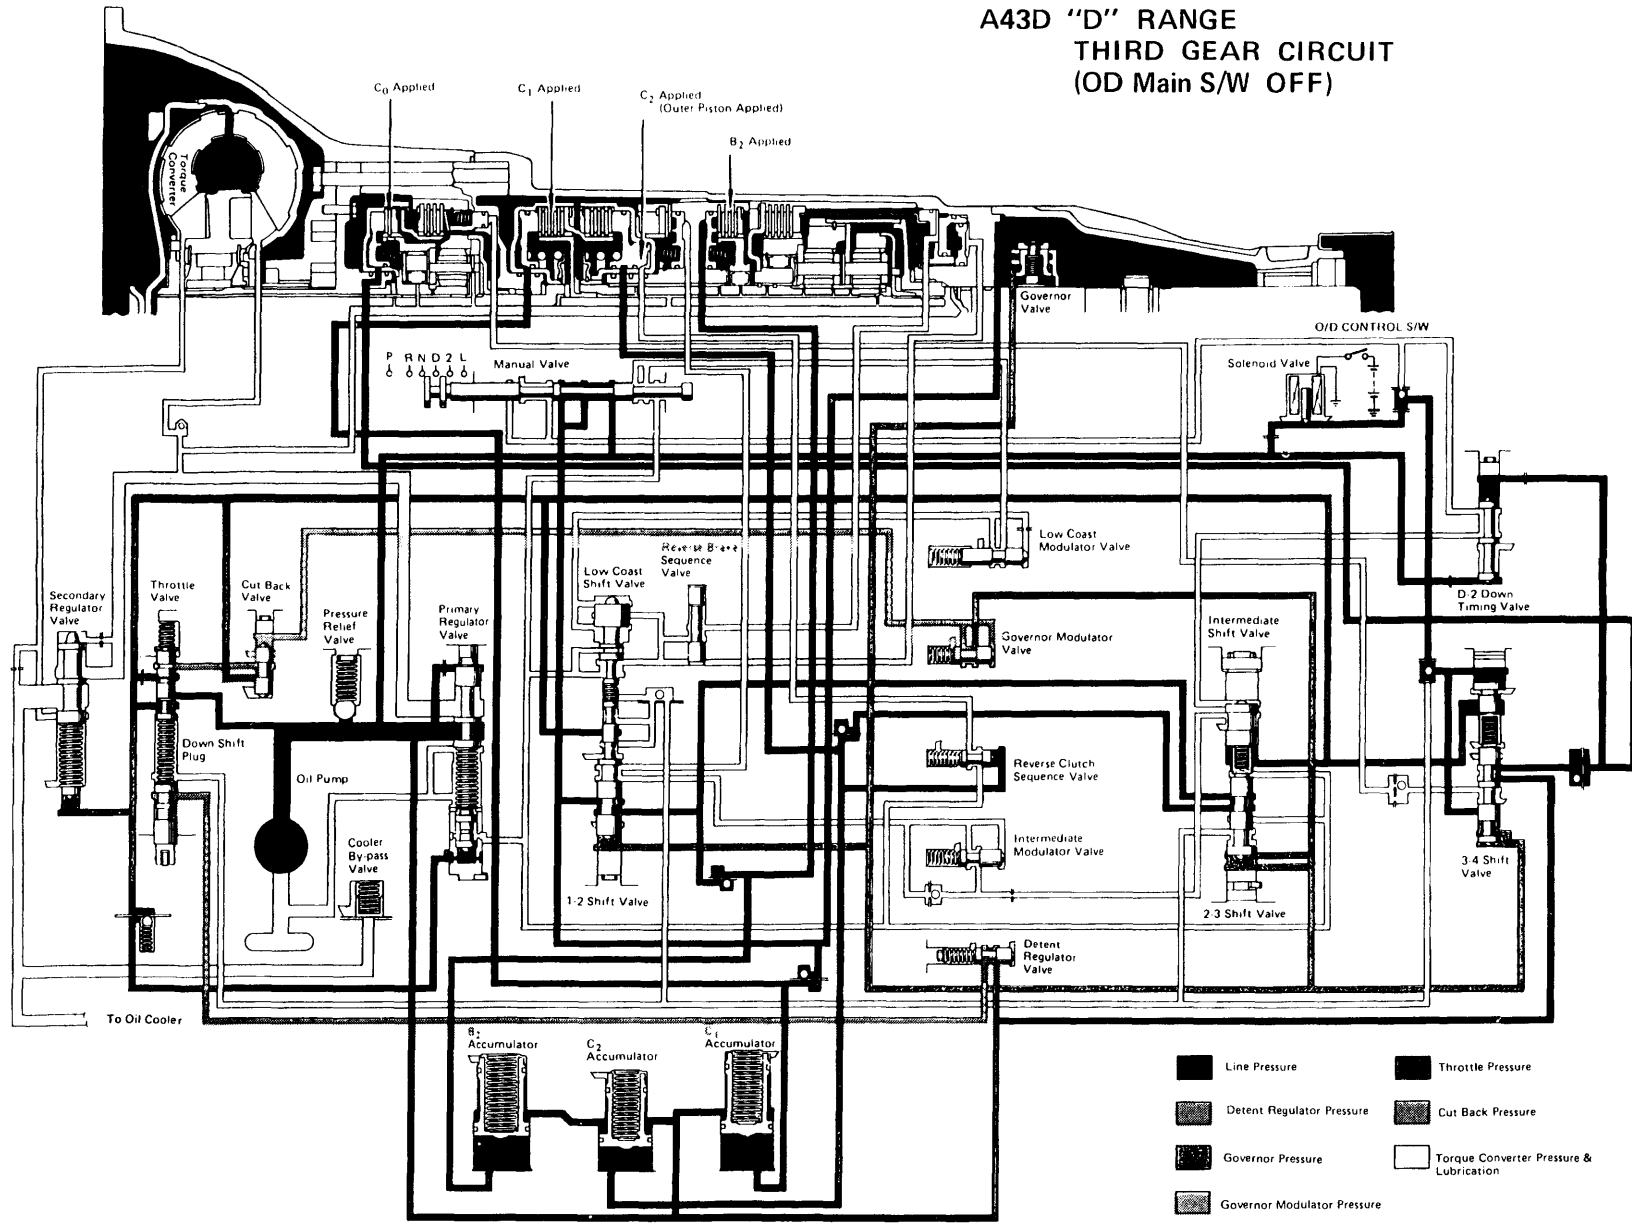 A43D "D" RANGE
THIRD GEAR CIRCUIT
(OD Main S/W OFF)
C0 Applied
C1 Applied
C2 Applied
(Outer Piston Applied)
B2 Applied
Torque
Converter
Governor
Valve
O/D CONTROL S/W
Solenoid Valve
P R N D 2 L
Manual Valve
Low Coast
Modulator Valve
Reverse Brake
Sequence
Valve
Low Coast
Shift Valve
Secondary
Regulator
Valve
Throttle
Valve
Cut Back
Valve
Pressure
Relief
Valve
Primary
Regulator
Valve
D-2 Down
Timing Valve
Intermediate
Shift Valve
Governor Modulator
Valve
Down Shift
Plug
Oil Pump
Reverse Clutch
Sequence Valve
Cooler
By-pass
Valve
Intermediate
Modulator Valve
3-4 Shift
Valve
1-2 Shift Valve
2-3 Shift Valve
Detent
Regulator
Valve
To Oil Cooler
B2
Accumulator
C2
Accumulator
C1
Accumulator
Line Pressure
Throttle Pressure
Detent Regulator Pressure
Cut Back Pressure
Governor Pressure
Torque Converter Pressure &
Lubrication
Governor Modulator Pressure